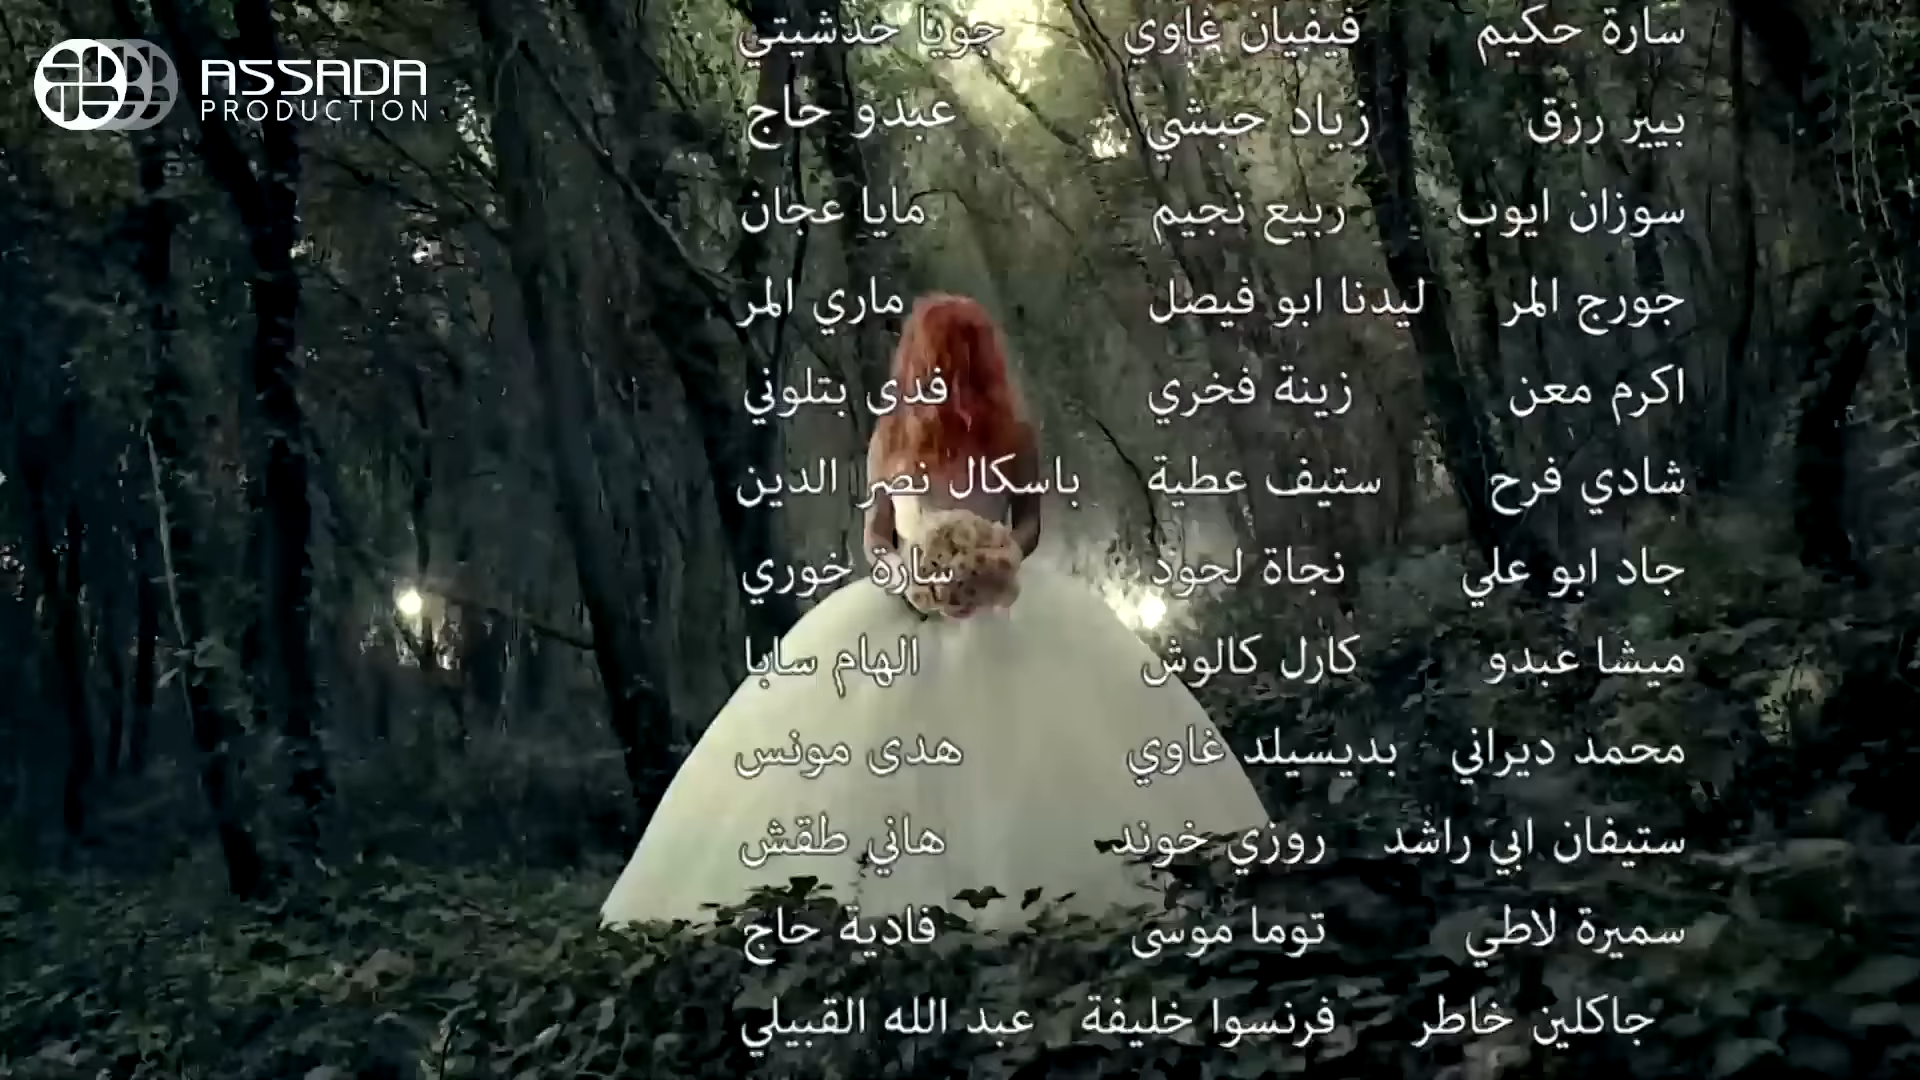 ASSADA
PRODUCTION
سارة حكيم فيفيان غاوي جويا حدشيتي
بيير رزق زياد حبشي عبدو حاج
سوزان ايوب ربيع نجيم مايا عجان
جورج المر ليدنا ابو فيصل ماري المر
اكرم معن زينة فخري فدى بتلوني
شادي فرح ستيف عطية باسكال نصر الدين
جاد ابو علي نجاة لحود سارة خوري
ميشا عبدو كارل كالوش الهام سابا
محمد ديراني بديسيلد غاوي هدى مونس
ستيفان ابي راشد روزي خوند هاني طقش
سميرة لاطي توما موسى فادية حاج
جاكلين خاطر فرنسوا خليفة عبد الله القبيلي